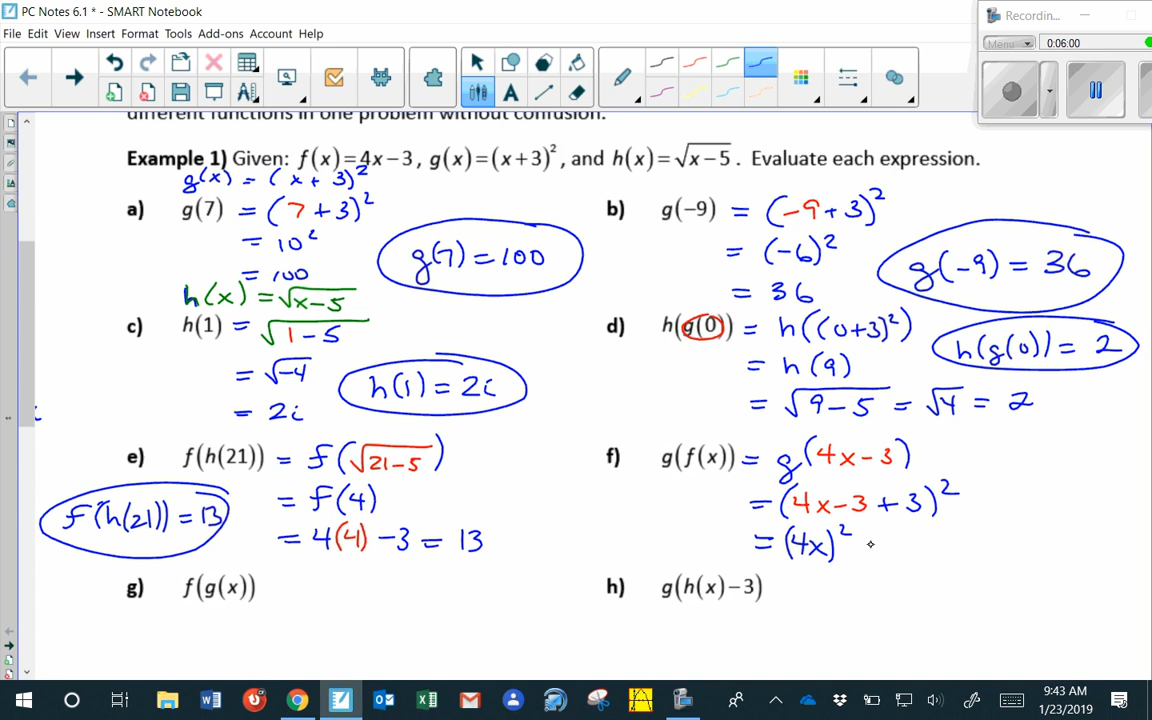 PC Notes 6.1 * - SMART Notebook
File Edit View Insert Format Tools Add-ons Account Help
Recordin...
Menu
0:06:00
different functions in one problem without confusion.
Example 1) Given: f(x)=4x−3, g(x)=(x+3)², and h(x)=√(x−5). Evaluate each expression.
g(x) = (x+3)²
a) g(7) = (7+3)²
= 10²
= 100
g(7) = 100
b) g(−9) = (−9+3)²
= (−6)²
= 36
g(−9) = 36
h(x) = √(x−5)
c) h(1) = √(1−5)
= √−4
= 2i
h(1) = 2i
d) h(g(0)) = h((0+3)²)
= h(9)
= √(9−5) = √4 = 2
h(g(0)) = 2
e) f(h(21)) = f(√(21−5))
= f(4)
= 4(4) −3 = 13
f(h(21)) = 13
f) g(f(x)) = g(4x−3)
= (4x−3+3)²
= (4x)²
g) f(g(x))
h) g(h(x)−3)
9:43 AM
1/23/2019